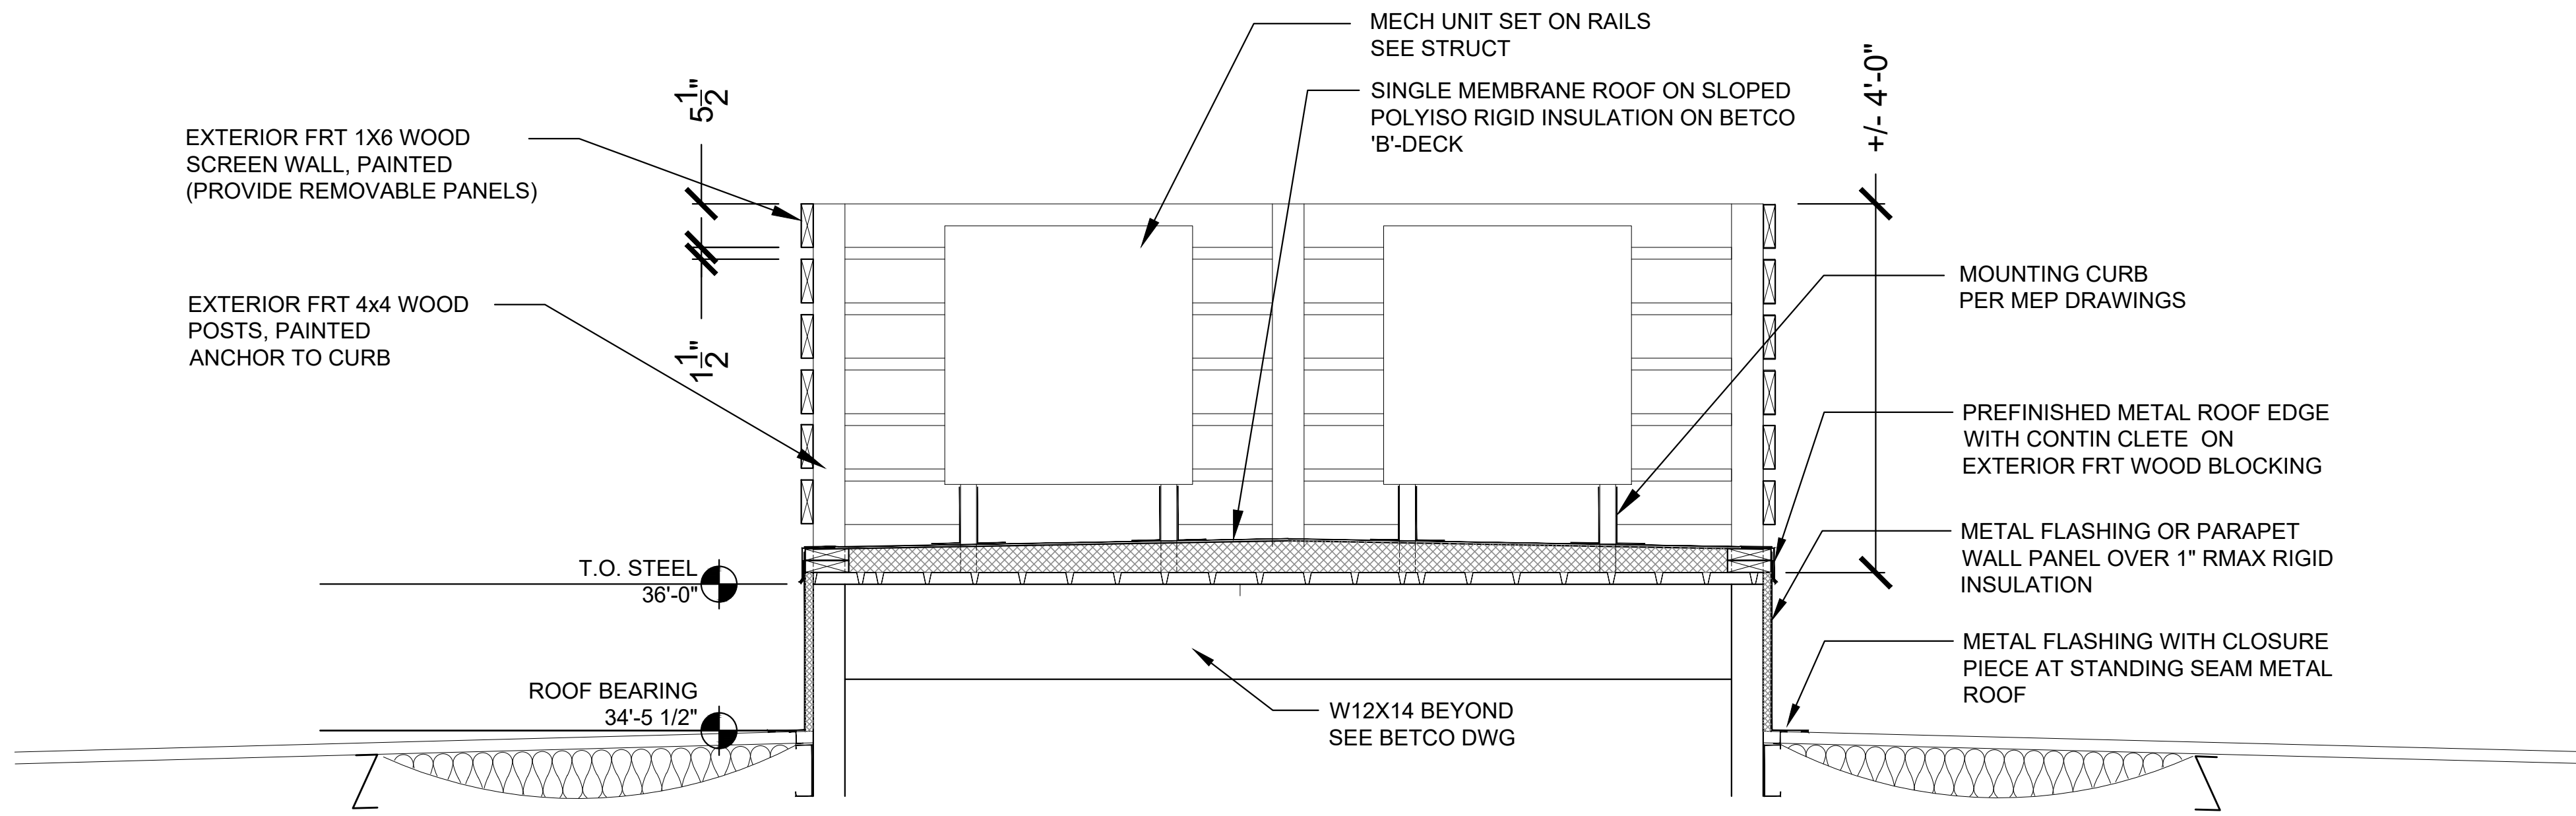 MECH UNIT SET ON RAILS
SEE STRUCT
SINGLE MEMBRANE ROOF ON SLOPED
POLYISO RIGID INSULATION ON BETCO
'B'-DECK
5 1/2"
+/- 4'-0"
EXTERIOR FRT 1X6 WOOD
SCREEN WALL, PAINTED
(PROVIDE REMOVABLE PANELS)
EXTERIOR FRT 4x4 WOOD
POSTS, PAINTED
ANCHOR TO CURB
1 1/2"
MOUNTING CURB
PER MEP DRAWINGS
PREFINISHED METAL ROOF EDGE
WITH CONTIN CLETE ON
EXTERIOR FRT WOOD BLOCKING
METAL FLASHING OR PARAPET
WALL PANEL OVER 1" RMAX RIGID
INSULATION
T.O. STEEL
36'-0"
METAL FLASHING WITH CLOSURE
PIECE AT STANDING SEAM METAL
ROOF
ROOF BEARING
34'-5 1/2"
W12X14 BEYOND
SEE BETCO DWG